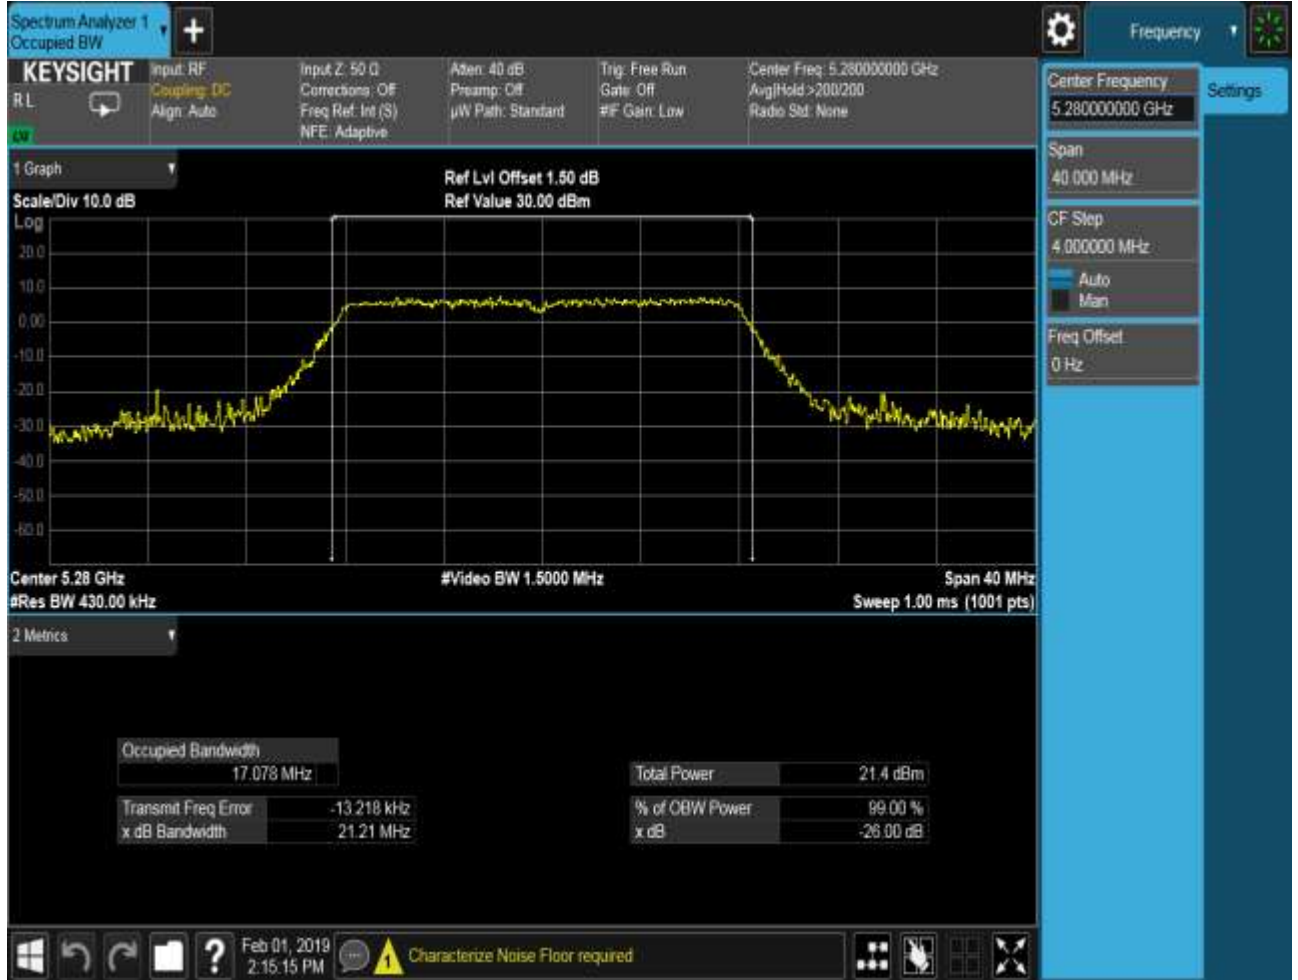 Spectrum Analyzer 1
Occupied BW
Frequency
KEYSIGHT
R L
Input: RF
Coupling: DC
Align: Auto
Input Z: 50 Ω
Corrections: Off
Freq Ref: Int (S)
NFE: Adaptive
Atten: 40 dB
Preamp: Off
µW Path: Standard
Trig: Free Run
Gate: Off
#IF Gain: Low
Center Freq: 5.280000000 GHz
Avg|Hold:>200/200
Radio Std: None
Center Frequency
5.280000000 GHz
Settings
Span
40.000 MHz
CF Step
4.000000 MHz
Auto
Man
Freq Offset
0 Hz
1 Graph
Scale/Div 10.0 dB
Ref Lvl Offset 1.50 dB
Ref Value 30.00 dBm
Log
20.0
10.0
0.00
-10.0
-20.0
-30.0
-40.0
-50.0
-60.0
Center 5.28 GHz
#Video BW 1.5000 MHz
Span 40 MHz
#Res BW 430.00 kHz
Sweep 1.00 ms (1001 pts)
2 Metrics
Occupied Bandwidth
17.078 MHz
Total Power 21.4 dBm
Transmit Freq Error -13.218 kHz
% of OBW Power 99.00 %
x dB Bandwidth 21.21 MHz
x dB -26.00 dB
Feb 01, 2019
2:15:15 PM
1
Characterize Noise Floor required